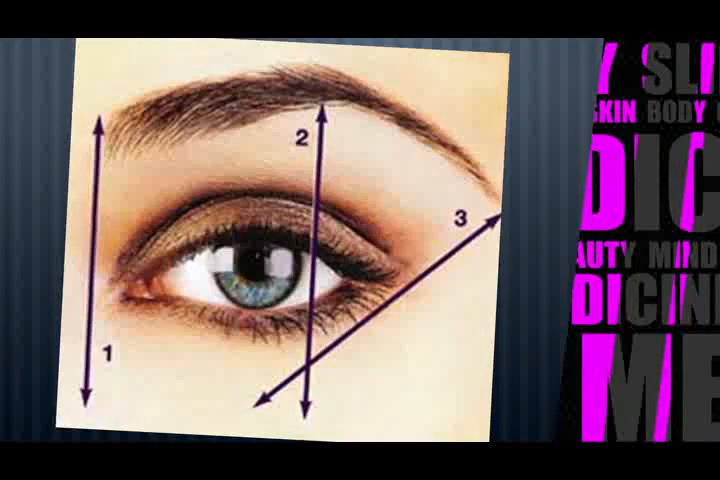 2
3
1
Y SLI
SKIN BODY
DIC
AUTY MIND
DICIN
ME